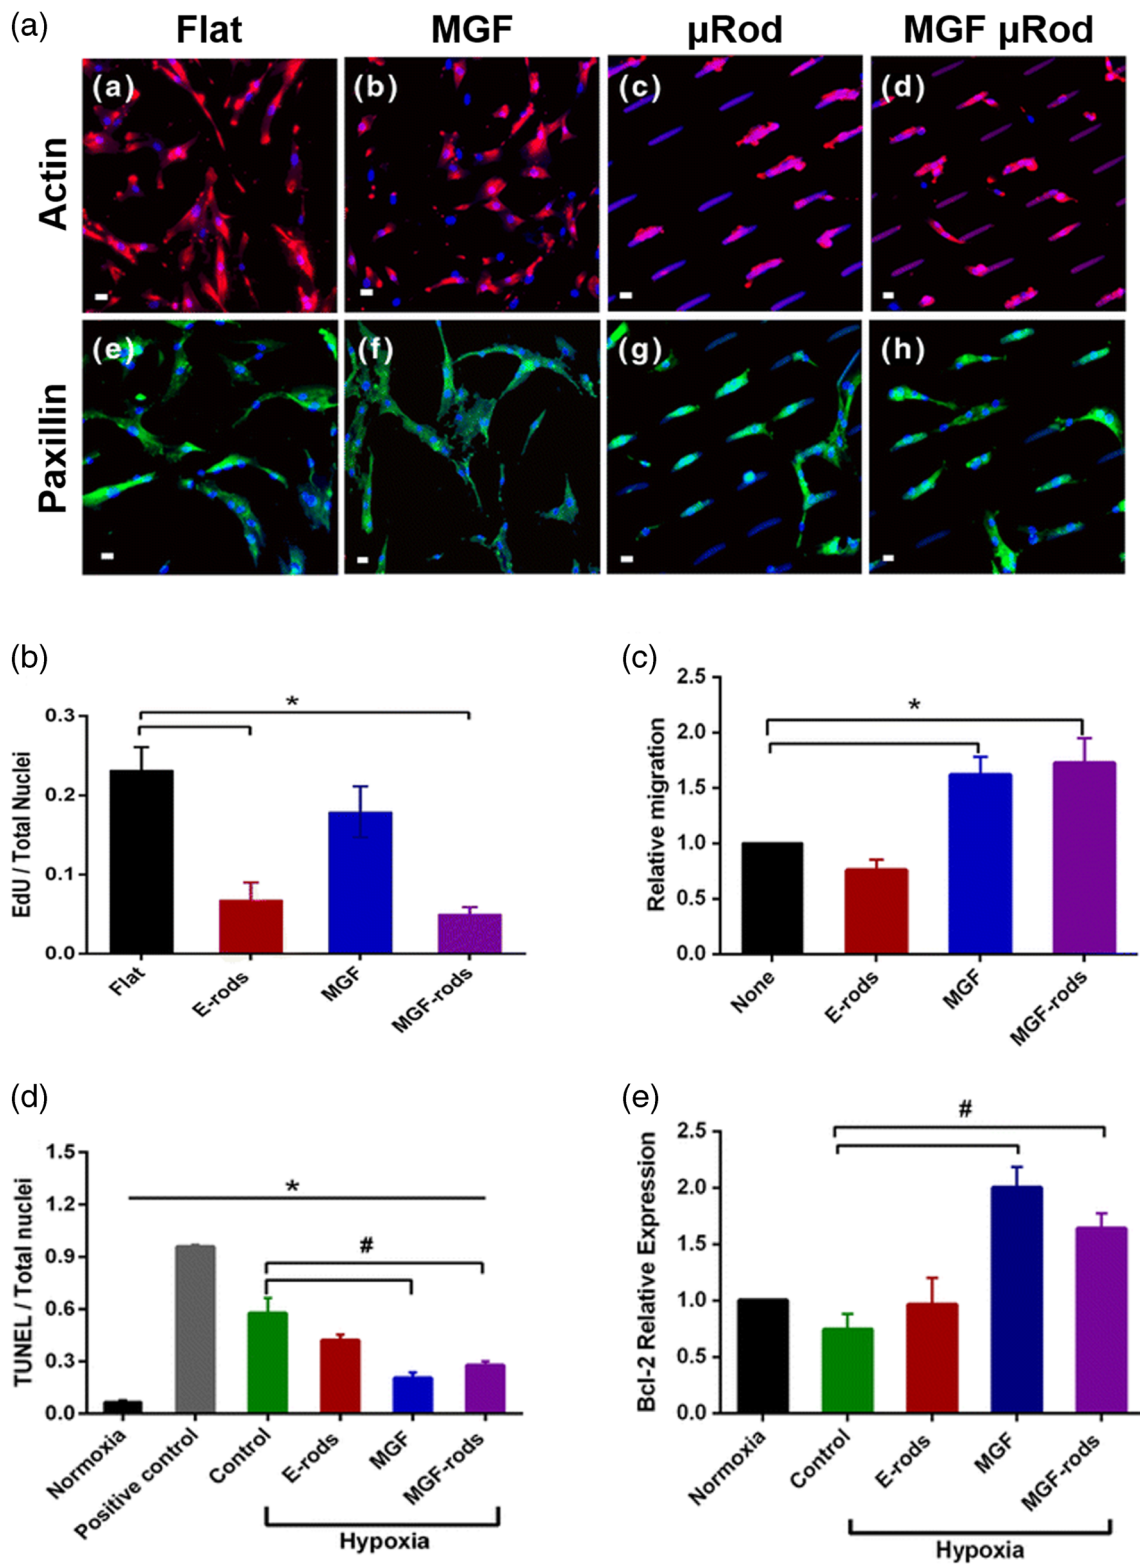 (a)
Flat MGF µRod MGF µRod
Actin
(a) (b) (c) (d)
Paxillin
(e) (f) (g) (h)
(b)
EdU / Total Nuclei
0.3
0.2
0.1
0.0
*
Flat E-rods MGF MGF-rods
(c)
Relative migration
2.5
2.0
1.5
1.0
0.5
0.0
*
None E-rods MGF MGF-rods
(d)
TUNEL / Total nuclei
1.5
1.2
0.9
0.6
0.3
0.0
*
#
Normoxia Positive control Control E-rods MGF MGF-rods
Hypoxia
(e)
Bcl-2 Relative Expression
2.5
2.0
1.5
1.0
0.5
0.0
#
Normoxia Control E-rods MGF MGF-rods
Hypoxia